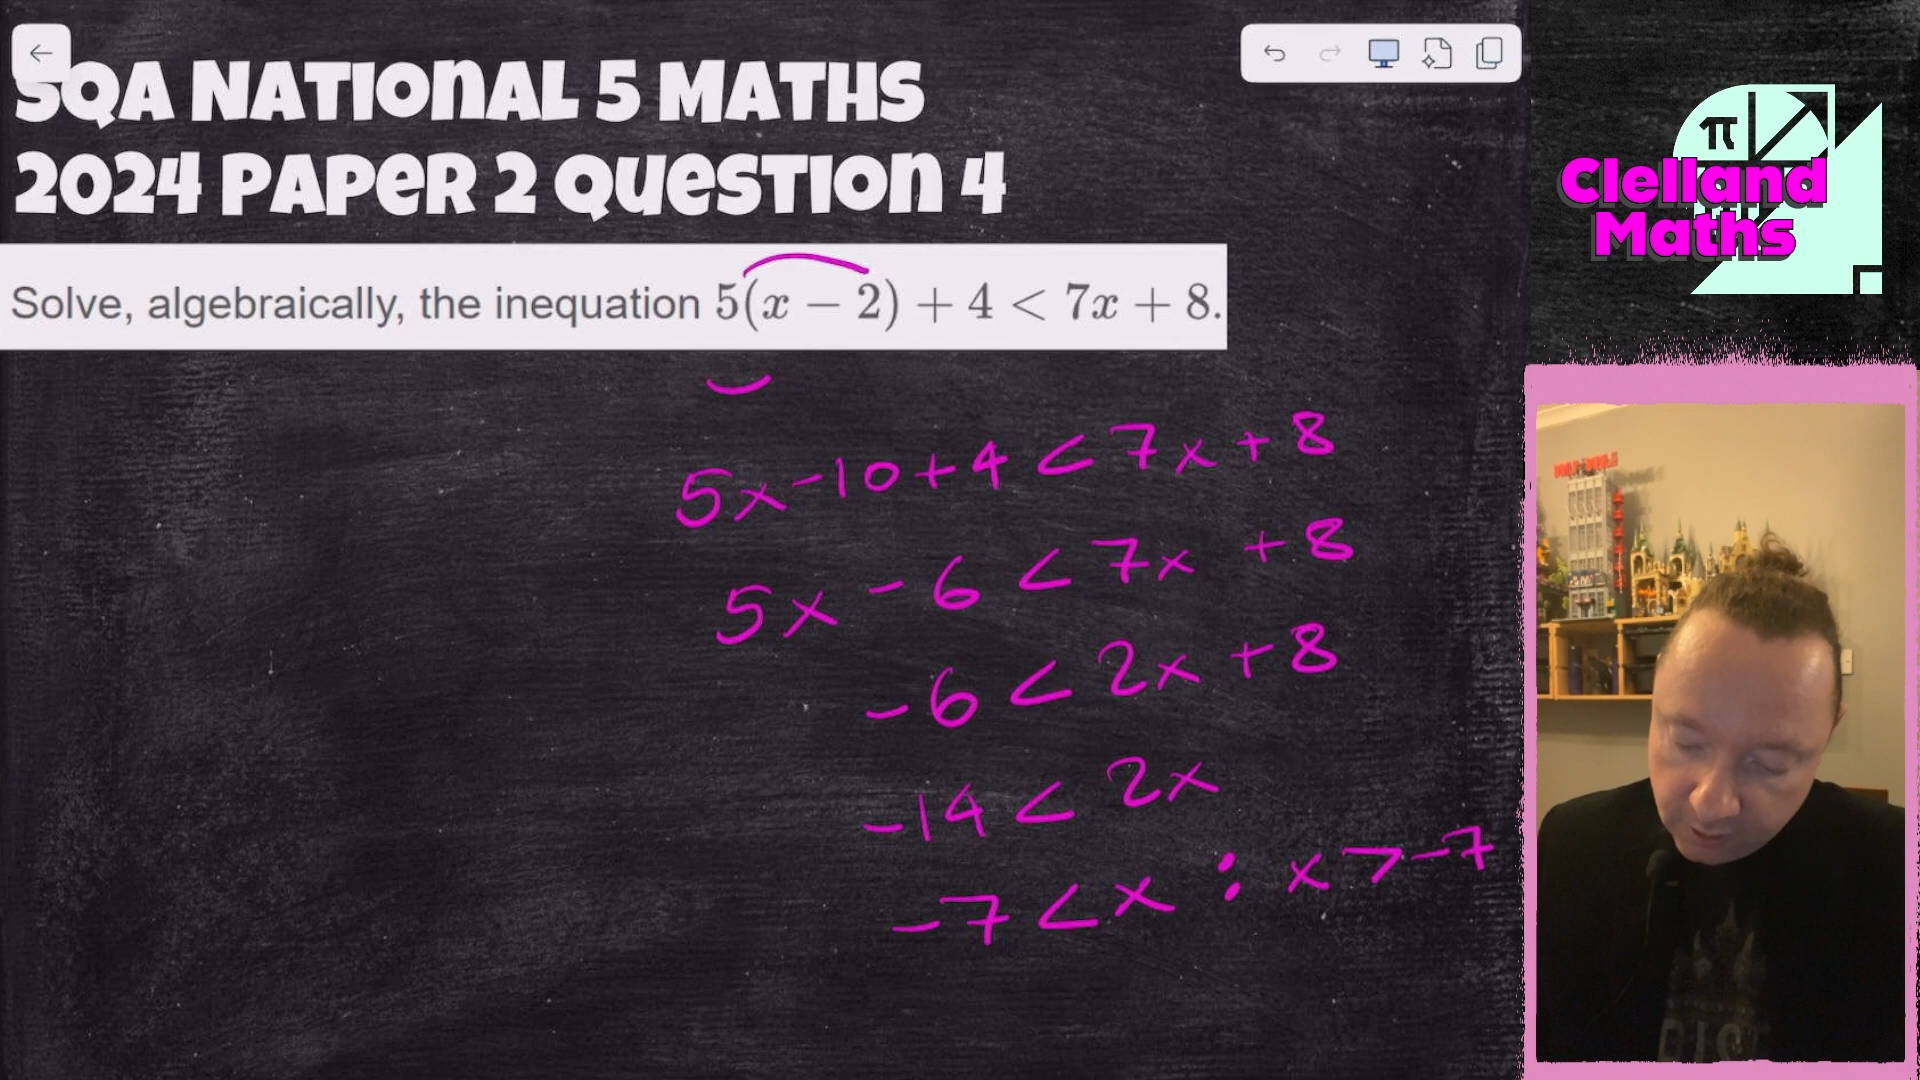 SQA NATIONAL 5 MATHS
2024 PAPER 2 QUESTION 4
Solve, algebraically, the inequation 5(x − 2) + 4 < 7x + 8.
5x-10+4<7x+8
5x-6<7x+8
-6<2x+8
-14<2x
-7<x : x>-7
π
Clelland
Maths